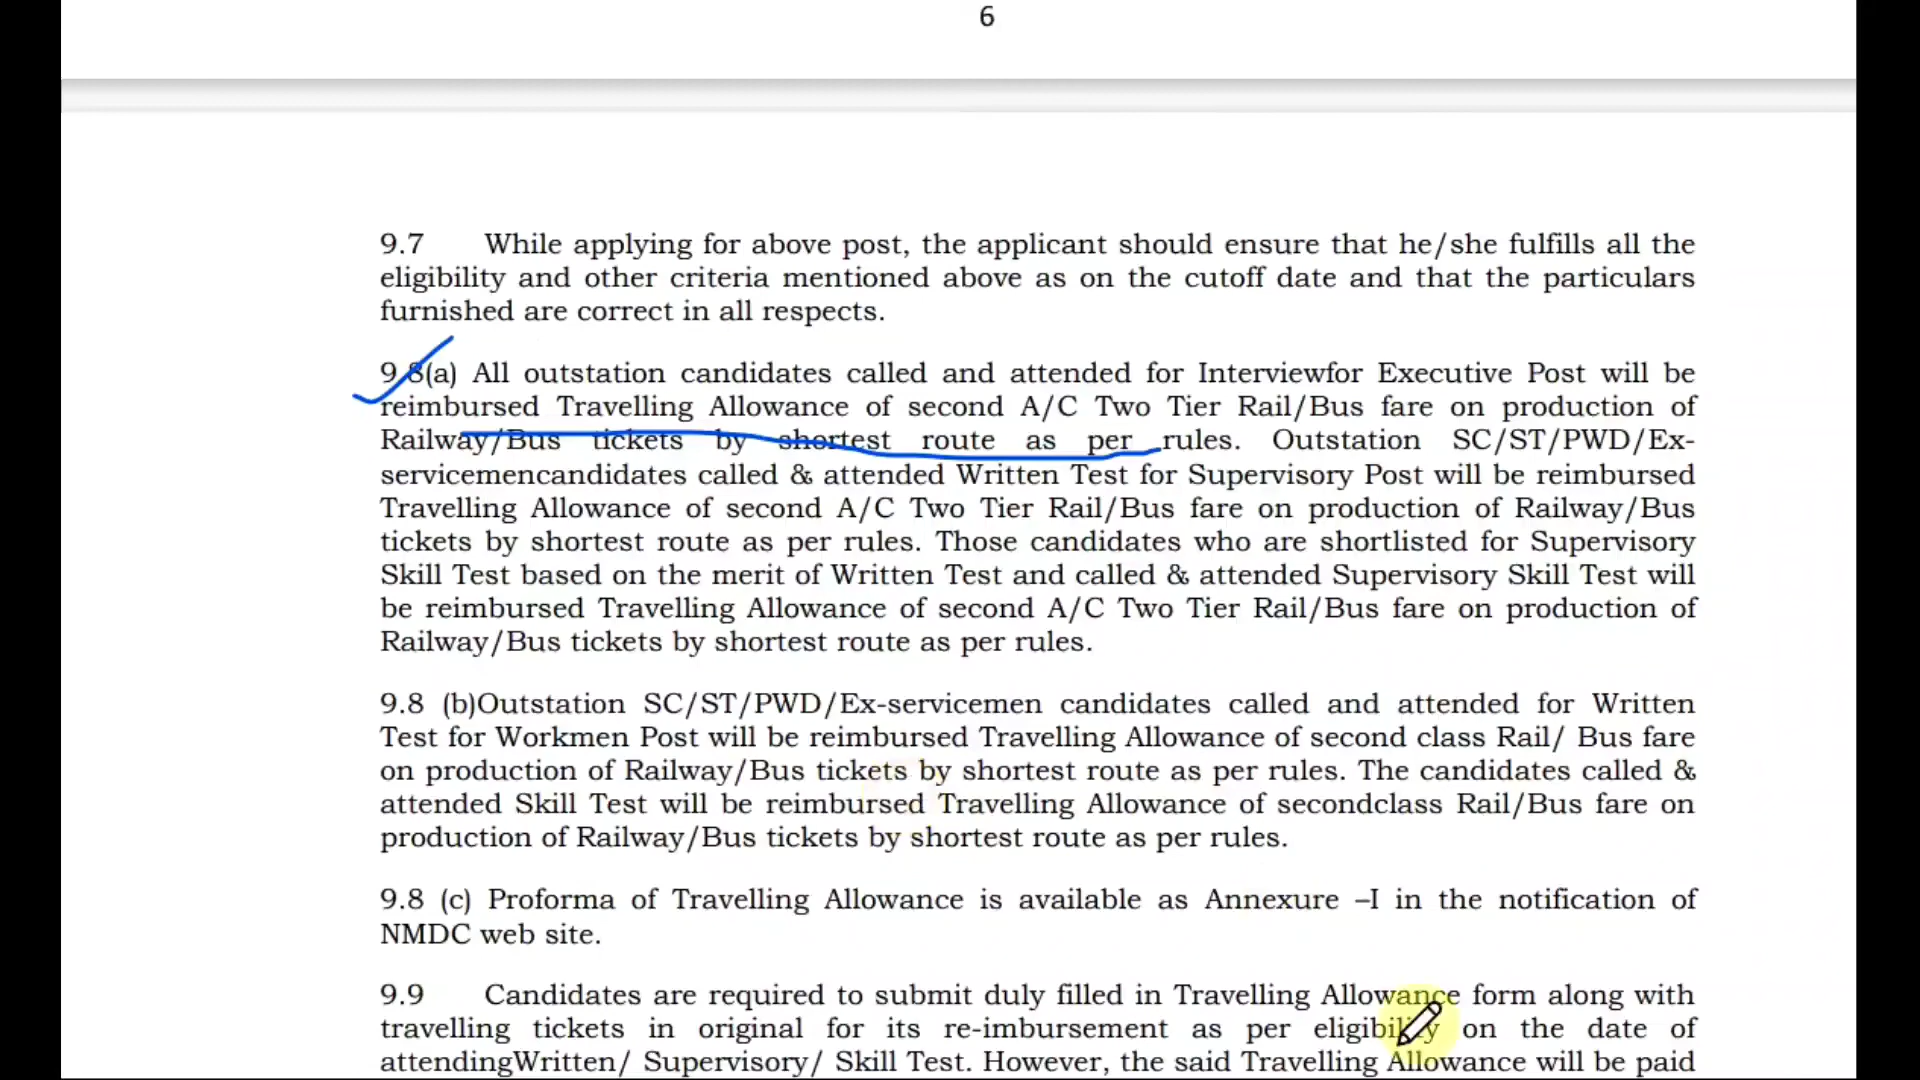 6
9.7 While applying for above post, the applicant should ensure that he/she fulfills all the
eligibility and other criteria mentioned above as on the cutoff date and that the particulars
furnished are correct in all respects.
9.8(a) All outstation candidates called and attended for Interviewfor Executive Post will be
reimbursed Travelling Allowance of second A/C Two Tier Rail/Bus fare on production of
Railway/Bus tickets by shortest route as per rules. Outstation SC/ST/PWD/Ex-
servicemencandidates called & attended Written Test for Supervisory Post will be reimbursed
Travelling Allowance of second A/C Two Tier Rail/Bus fare on production of Railway/Bus
tickets by shortest route as per rules. Those candidates who are shortlisted for Supervisory
Skill Test based on the merit of Written Test and called & attended Supervisory Skill Test will
be reimbursed Travelling Allowance of second A/C Two Tier Rail/Bus fare on production of
Railway/Bus tickets by shortest route as per rules.
9.8 (b)Outstation SC/ST/PWD/Ex-servicemen candidates called and attended for Written
Test for Workmen Post will be reimbursed Travelling Allowance of second class Rail/ Bus fare
on production of Railway/Bus tickets by shortest route as per rules. The candidates called &
attended Skill Test will be reimbursed Travelling Allowance of secondclass Rail/Bus fare on
production of Railway/Bus tickets by shortest route as per rules.
9.8 (c) Proforma of Travelling Allowance is available as Annexure –I in the notification of
NMDC web site.
9.9 Candidates are required to submit duly filled in Travelling Allowance form along with
travelling tickets in original for its re-imbursement as per eligibility on the date of
attendingWritten/ Supervisory/ Skill Test. However, the said Travelling Allowance will be paid